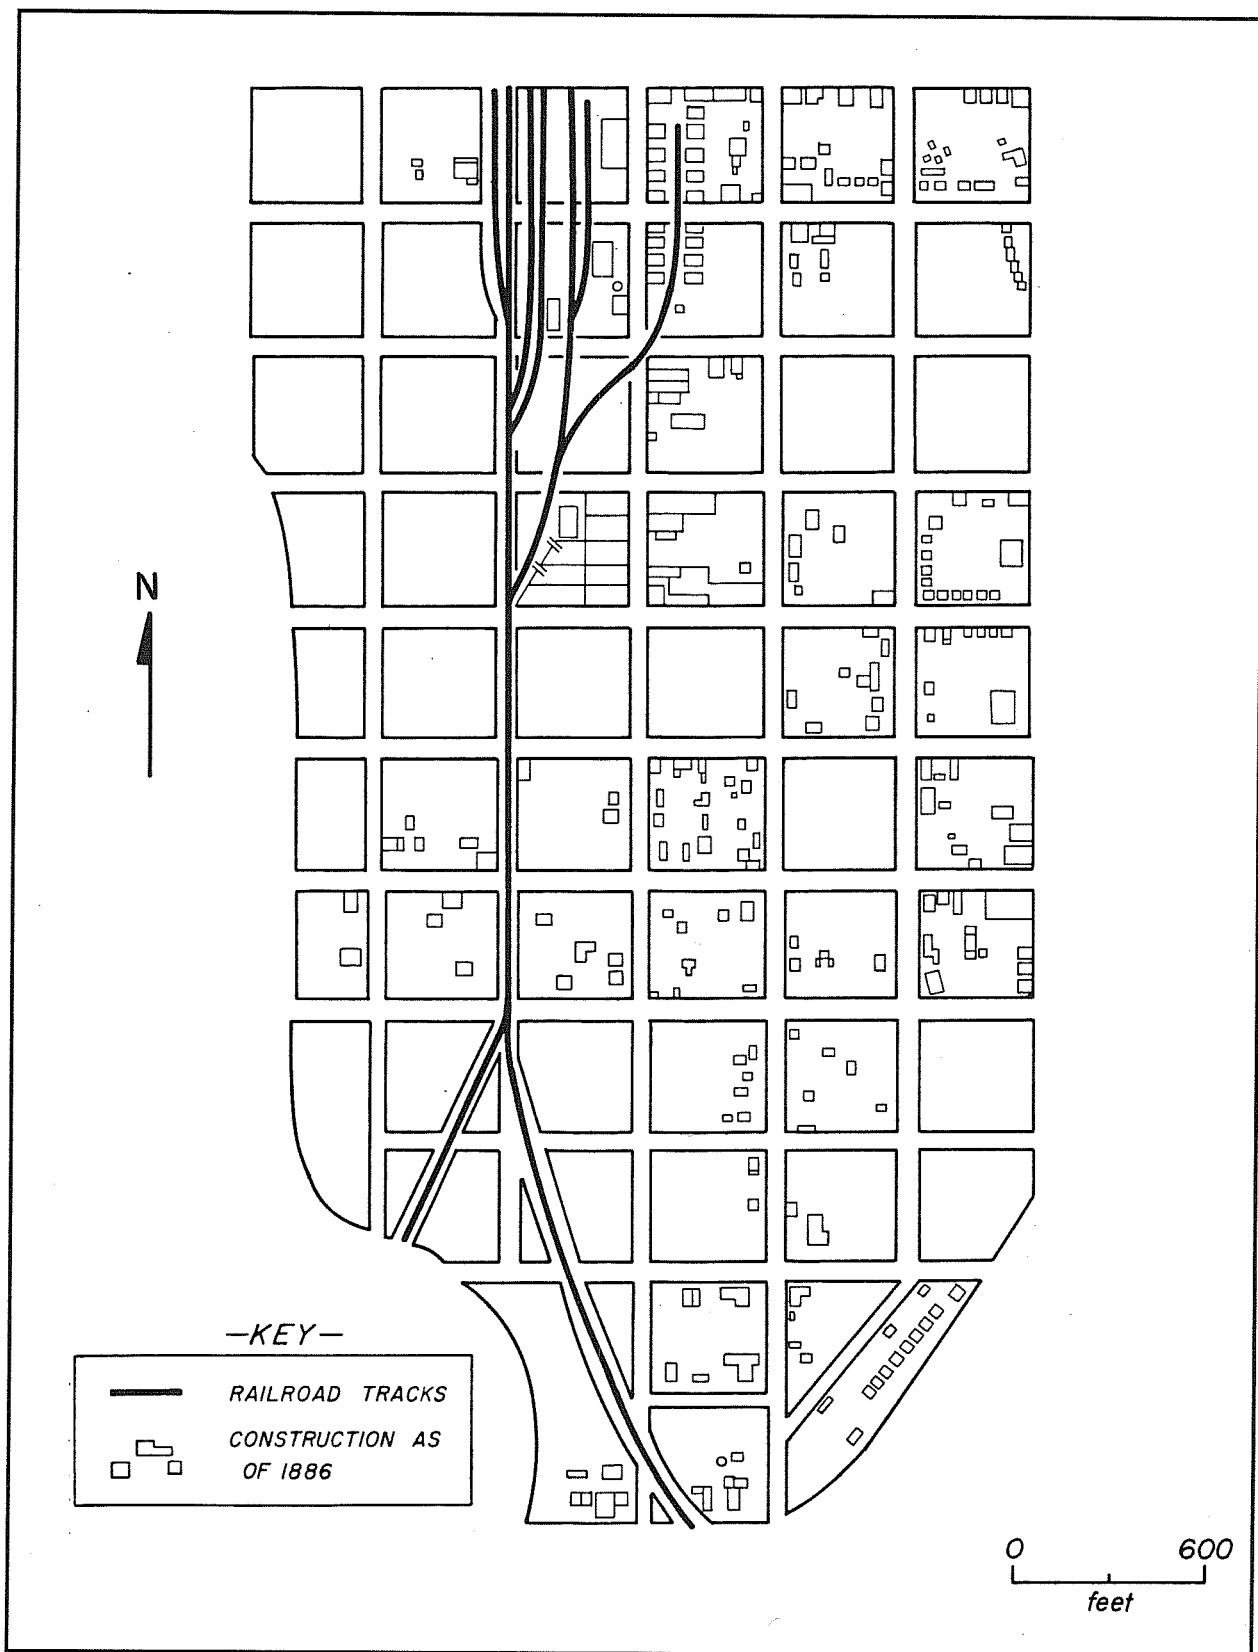 N
—KEY—
RAILROAD TRACKS
CONSTRUCTION AS
OF 1886
0 600
feet